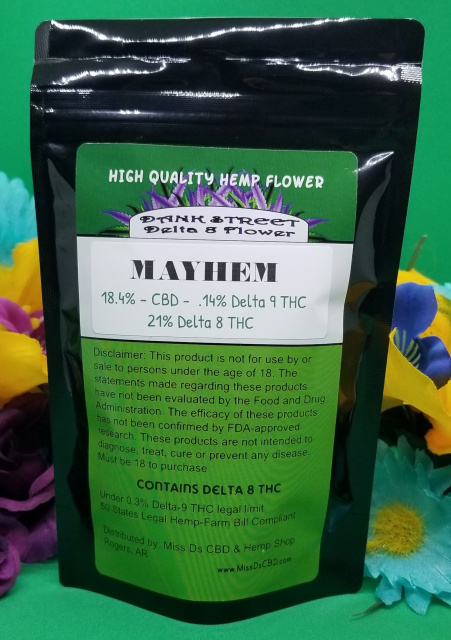 HIGH QUALITY HEMP FLOWER
DANK STREET
Delta 8 Flower
MAYHEM
18.4% - CBD - .14% Delta 9 THC
21% Delta 8 THC
Disclaimer: This product is not for use by or
sale to persons under the age of 18. The
statements made regarding these products
have not been evaluated by the Food and Drug
Administration. The efficacy of these products
has not been confirmed by FDA-approved
research. These products are not intended to
diagnose, treat, cure or prevent any disease.
Must be 18 to purchase
CONTAINS DELTA 8 THC
Under 0.3% Delta-9 THC legal limit
50 States Legal Hemp-Farm Bill Compliant
Distributed by: Miss Ds CBD & Hemp Shop
Rogers, AR
www.MissDsCBD.com